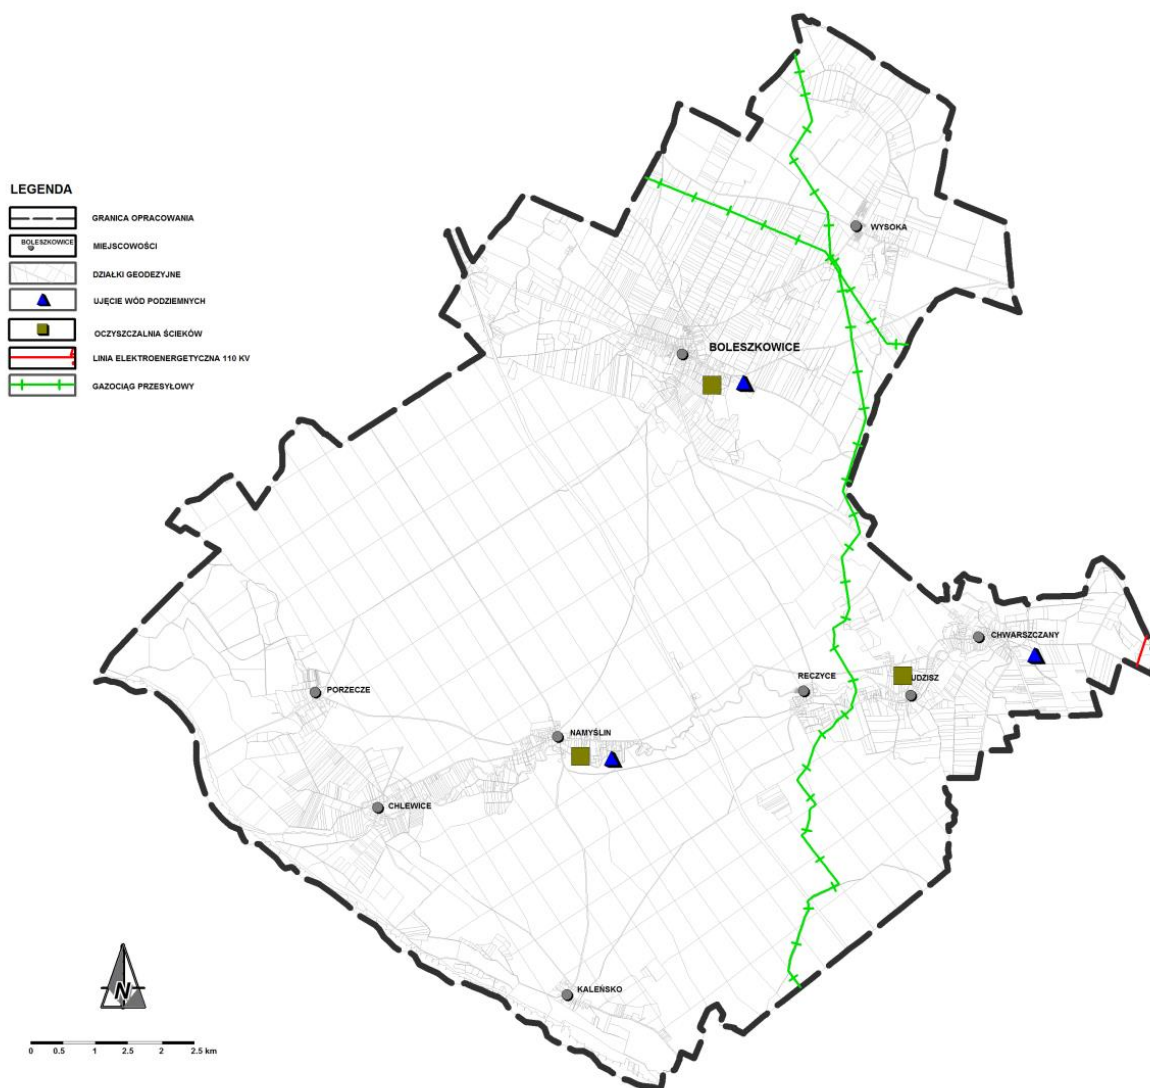 LEGENDA
GRANICA OPRACOWANIA
BOLESZKOWICE
MIEJSCOWOŚCI
DZIAŁKI GEODEZYJNE
UJĘCIE WÓD PODZIEMNYCH
OCZYSZCZALNIA ŚCIEKÓW
LINIA ELEKTROENERGETYCZNA 110 KV
GAZOCIĄG PRZESYŁOWY
WYSOKA
BOLESZKOWICE
CHWARSZCZANY
RECZYCE
UDZISZ
PORZECZE
NAMYŚLIN
CHLEWICE
KALEŃSKO
N
0 0.5 1 2.5 2 2.5 km